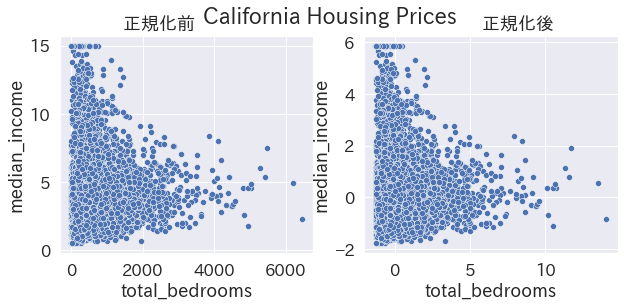 California Housing Prices
正規化前
正規化後
median_income
15
10
5
0
0
2000
4000
6000
total_bedrooms
median_income
6
4
2
0
−2
0
5
10
total_bedrooms